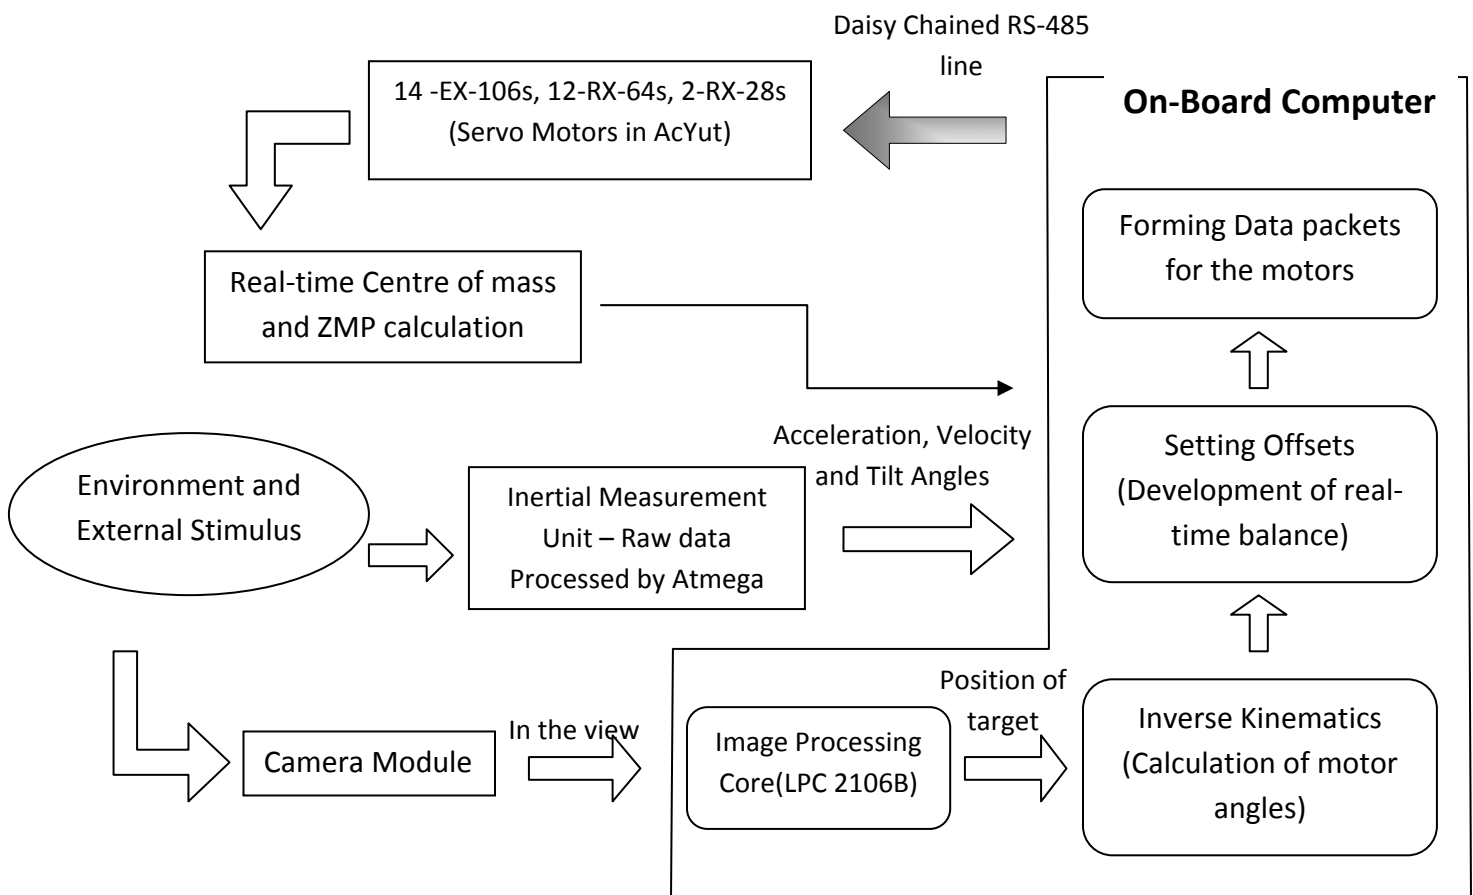 Daisy Chained RS-485
line
14 -EX-106s, 12-RX-64s, 2-RX-28s
(Servo Motors in AcYut)
On-Board Computer
Forming Data packets
for the motors
Real-time Centre of mass
and ZMP calculation
Acceleration, Velocity
and Tilt Angles
Setting Offsets
(Development of real-
time balance)
Environment and
External Stimulus
Inertial Measurement
Unit – Raw data
Processed by Atmega
Position of
target
In the view
Camera Module
Image Processing
Core(LPC 2106B)
Inverse Kinematics
(Calculation of motor
angles)